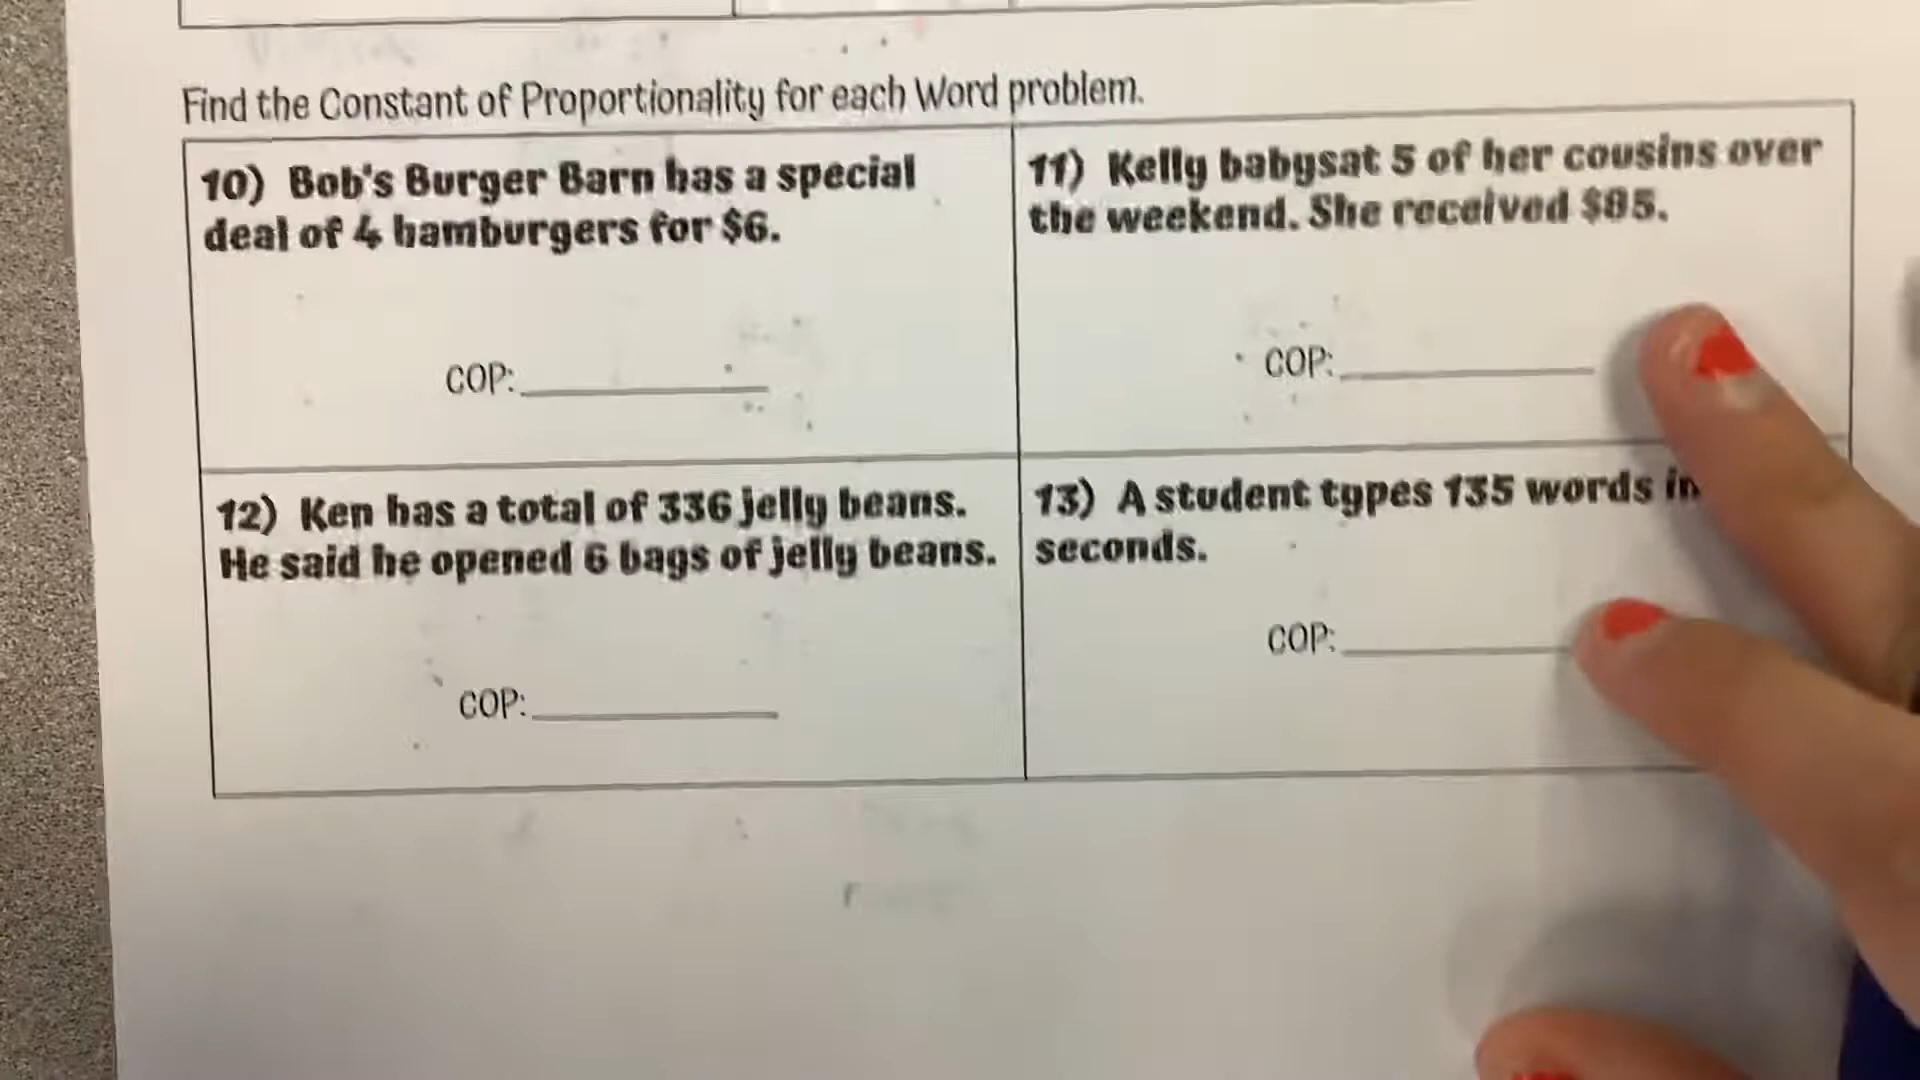 Find the Constant of Proportionality for each Word problem.
10) Bob's Burger Barn has a special
deal of 4 hamburgers for $6.
COP:
11) Kelly babysat 5 of her cousins over
the weekend. She received $85.
COP:
12) Ken has a total of 336 jelly beans.
He said he opened 6 bags of jelly beans.
COP:
13) A student types 135 words in
seconds.
COP: